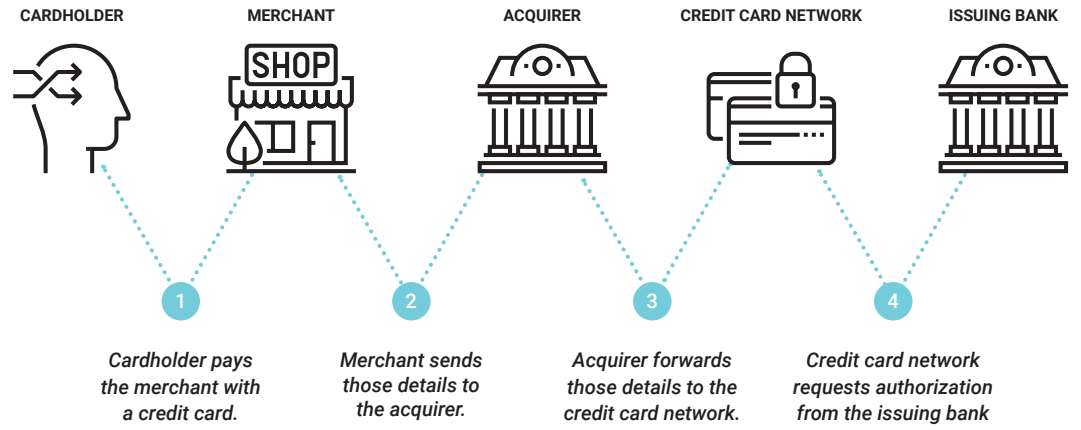 CARDHOLDER
MERCHANT
ACQUIRER
CREDIT CARD NETWORK
ISSUING BANK
SHOP
1
2
3
4
Cardholder pays
the merchant with
a credit card.
Merchant sends
those details to
the acquirer.
Acquirer forwards
those details to the
credit card network.
Credit card network
requests authorization
from the issuing bank